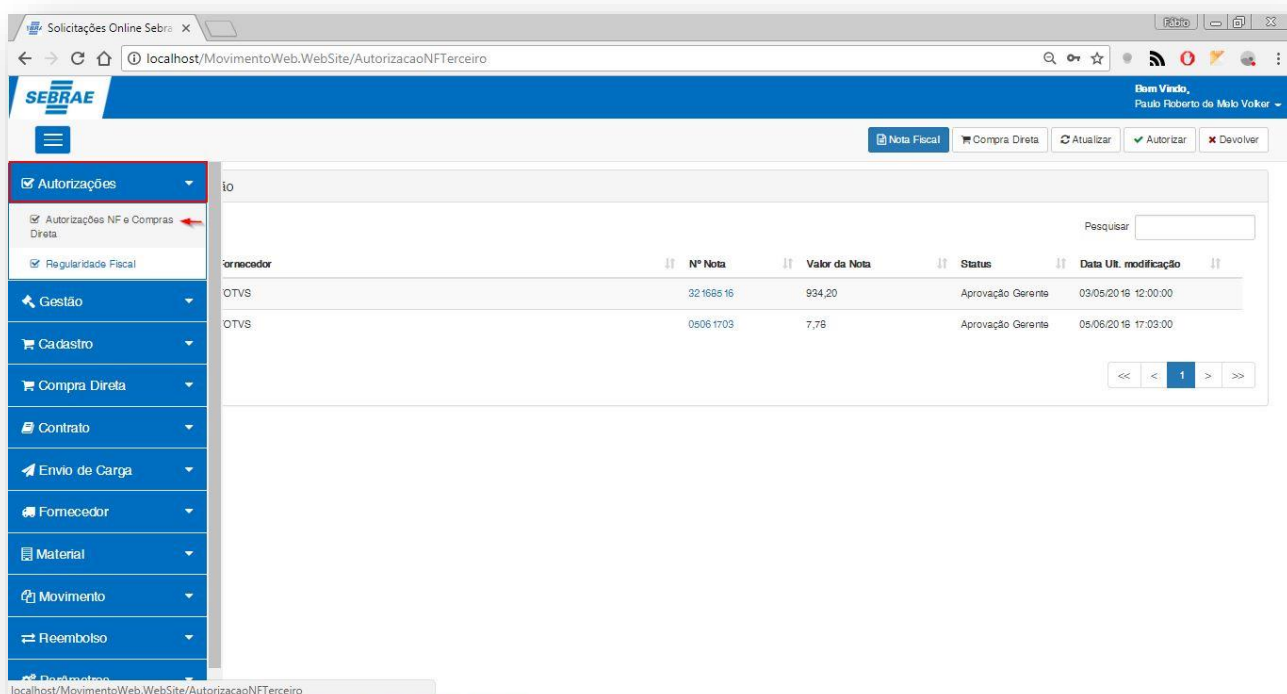 Solicitações Online Sebra
Fábio
localhost/MovimentoWeb.WebSite/AutorizacaoNFTerceiro
SEBRAE
Bem Vindo,
Paulo Roberto de Melo Volker
Nota Fiscal Compra Direta Atualizar Autorizar Devolver
Autorizações
ão
Autorizações NF e Compras
Direta
Pesquisar
Regularidade Fiscal
ornecedor Nº Nota Valor da Nota Status Data Ult. modificação
OTVS 32168516 934,20 Aprovação Gerente 03/05/2018 12:00:00
Gestão
OTVS 05061703 7,78 Aprovação Gerente 05/06/2018 17:03:00
Cadastro
Compra Direta
<< < 1 > >>
Contrato
Envio de Carga
Fornecedor
Material
Movimento
Reembolso
Parâmetros
localhost/MovimentoWeb.WebSite/AutorizacaoNFTerceiro